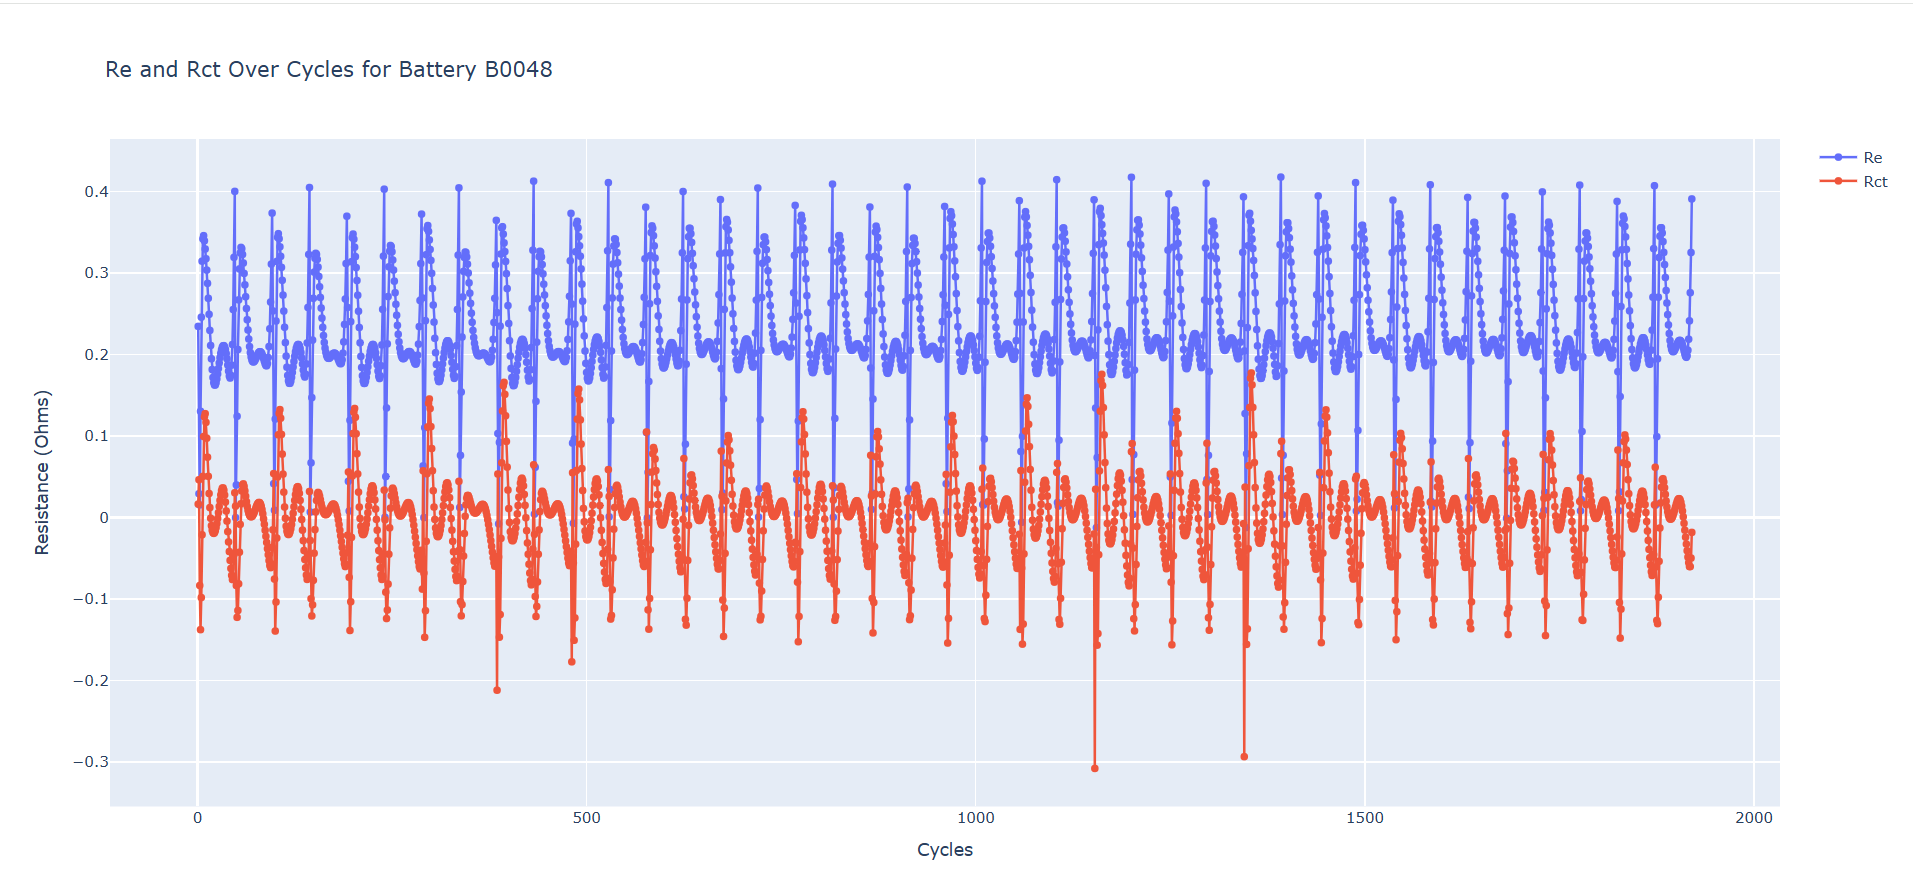 Re and Rct Over Cycles for Battery B0048
Re
Rct
Resistance (Ohms)
0.4
0.3
0.2
0.1
0
−0.1
−0.2
−0.3
0
500
1000
1500
2000
Cycles